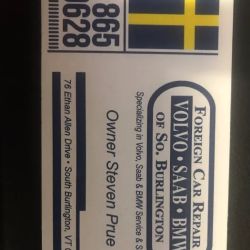 865
FOREIGN CAR REPAIR
VOLVO • SAAB • BMW
OF SO. BURLINGTON
Specializing in Volvo, Saab & BMW Service &
Owner Steven Prue
76 Ethan Allen Drive • South Burlington, VT